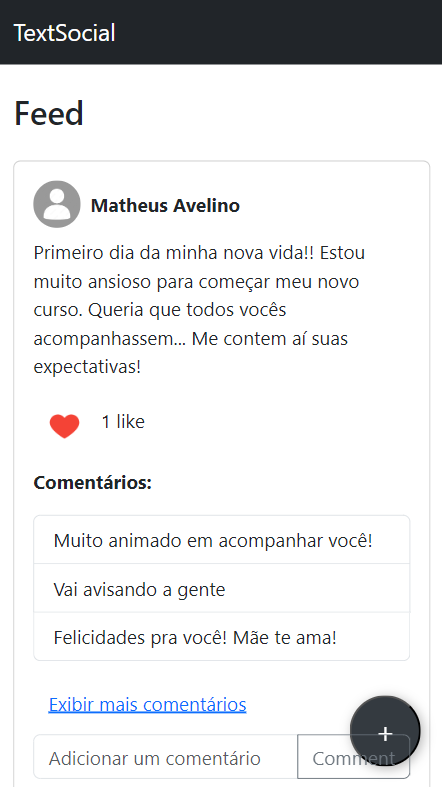 TextSocial
Feed
Matheus Avelino
Primeiro dia da minha nova vida!! Estou
muito ansioso para começar meu novo
curso. Queria que todos vocês
acompanhassem... Me contem aí suas
expectativas!
1 like
Comentários:
Muito animado em acompanhar você!
Vai avisando a gente
Felicidades pra você! Mãe te ama!
Exibir mais comentários
+
Adicionar um comentário
Comment